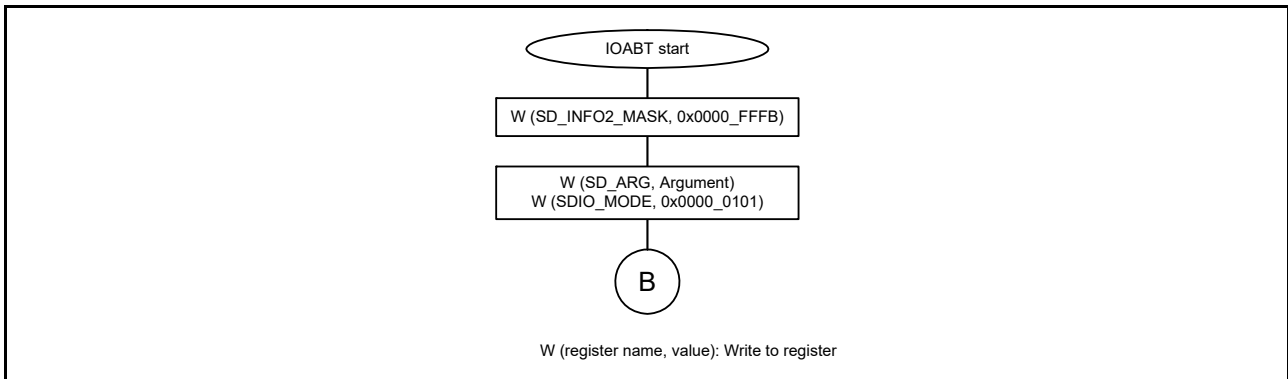 IOABT start
W (SD_INFO2_MASK, 0x0000_FFFB)
W (SD_ARG, Argument)
W (SDIO_MODE, 0x0000_0101)
B
W (register name, value): Write to register